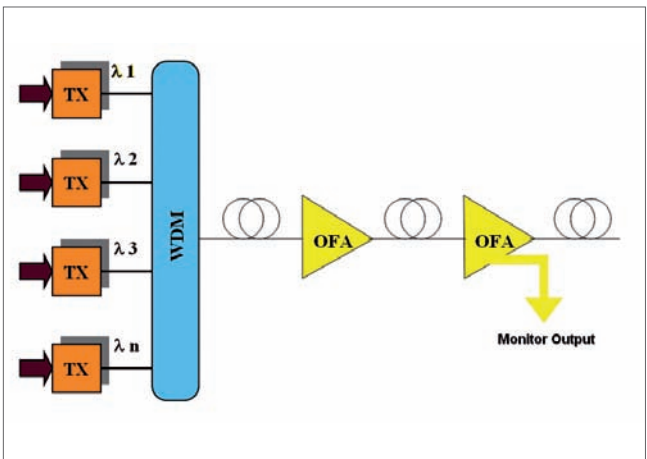 λ 1
TX
λ 2
TX
λ 3
TX
λ n
TX
WDM
OFA
OFA
Monitor Output